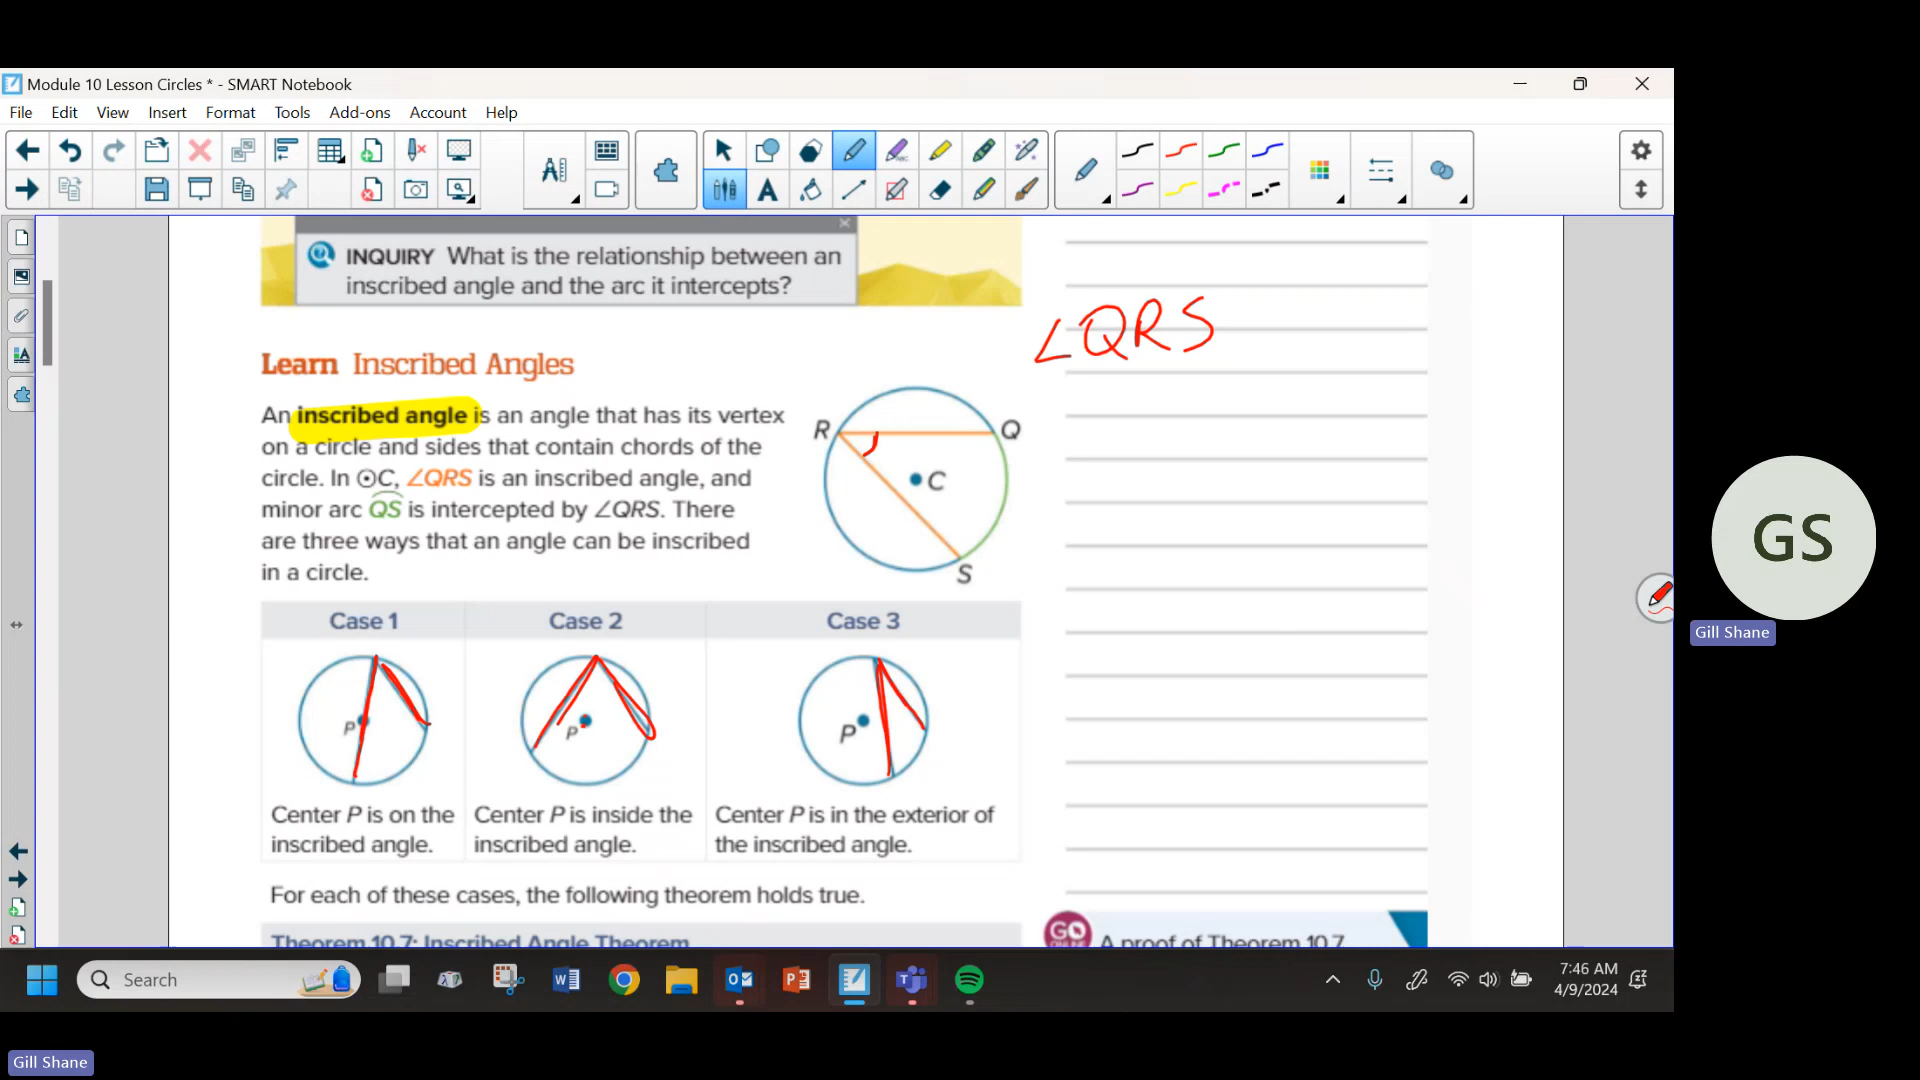 Module 10 Lesson Circles * - SMART Notebook
File Edit View Insert Format Tools Add-ons Account Help
INQUIRY What is the relationship between an
inscribed angle and the arc it intercepts?
∠QRS
Learn Inscribed Angles
An inscribed angle is an angle that has its vertex
on a circle and sides that contain chords of the
circle. In ⊙C, ∠QRS is an inscribed angle, and
minor arc QS is intercepted by ∠QRS. There
are three ways that an angle can be inscribed
in a circle.
R
Q
C
S
Case 1 Case 2 Case 3
P
P
P
Center P is on the
inscribed angle.
Center P is inside the
inscribed angle.
Center P is in the exterior of
the inscribed angle.
For each of these cases, the following theorem holds true.
Theorem 10.7: Inscribed Angle Theorem
GO
A proof of Theorem 10.7
GS
Gill Shane
Search
7:46 AM
4/9/2024
Gill Shane